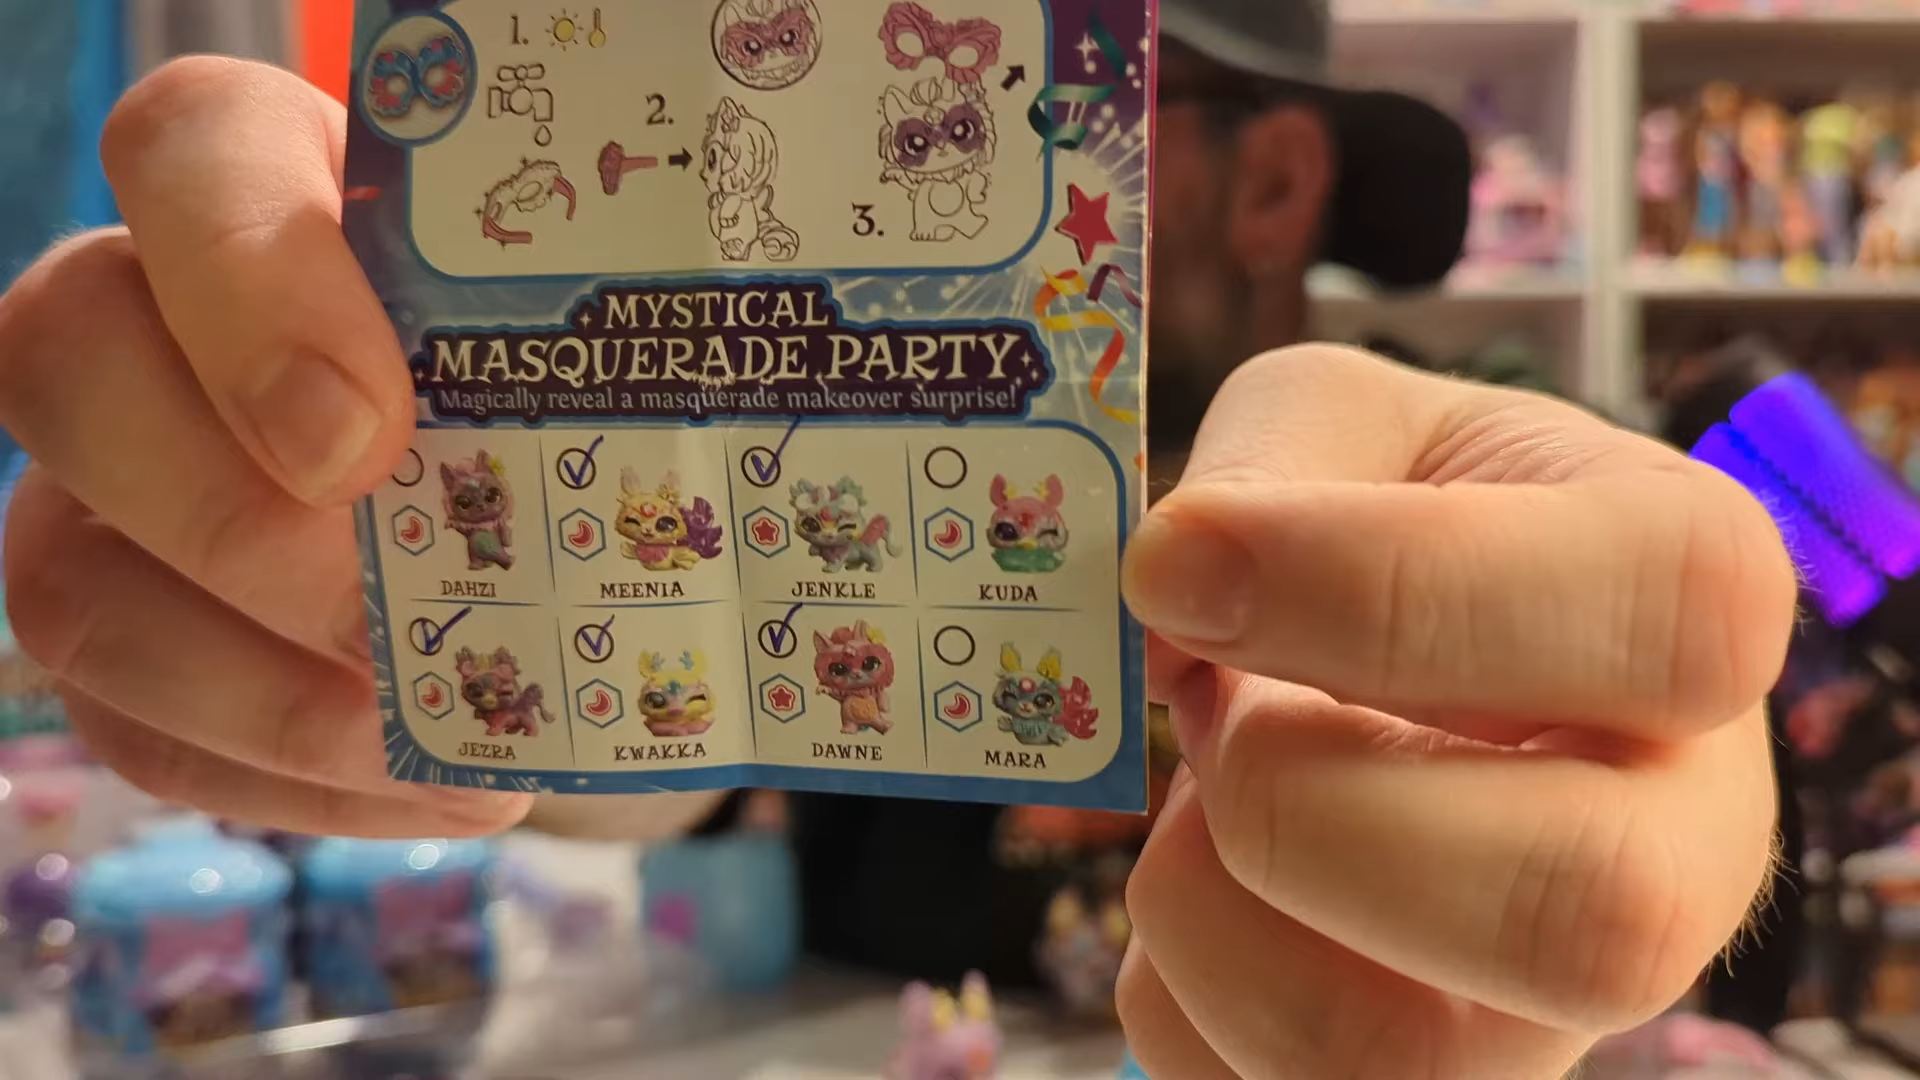 1.
2.
3.
MYSTICAL
MASQUERADE PARTY
Magically reveal a masquerade makeover surprise!
DAHZI MEENIA JENKLE KUDA
JEZRA KWAKKA DAWNE MARA